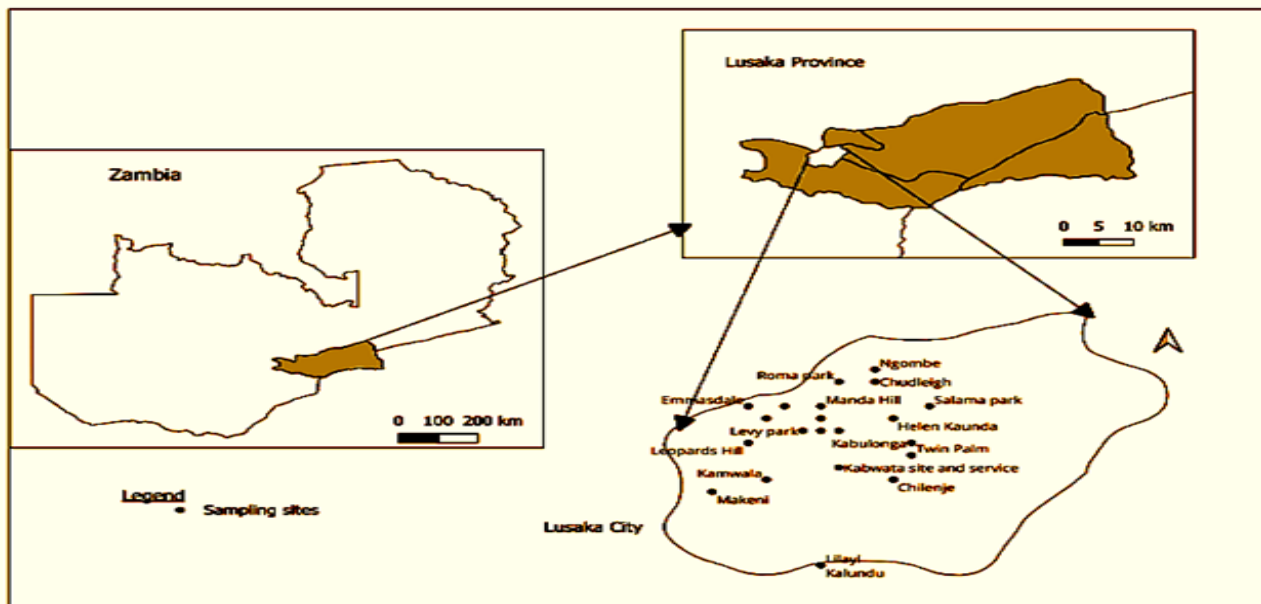 Lusaka Province
0 5 10 km
Zambia
0 100 200 km
Legend
Sampling sites
Lusaka City
Ngombe
Roma park
Chudleigh
Emmasdale
Manda Hill
Salama park
Helen Kaunda
Levy park
Kabulonga
Leopards Hill
Twin Palm
Kabwata site and service
Kamwala
Chilenje
Makeni
Lilayi
Kalundu